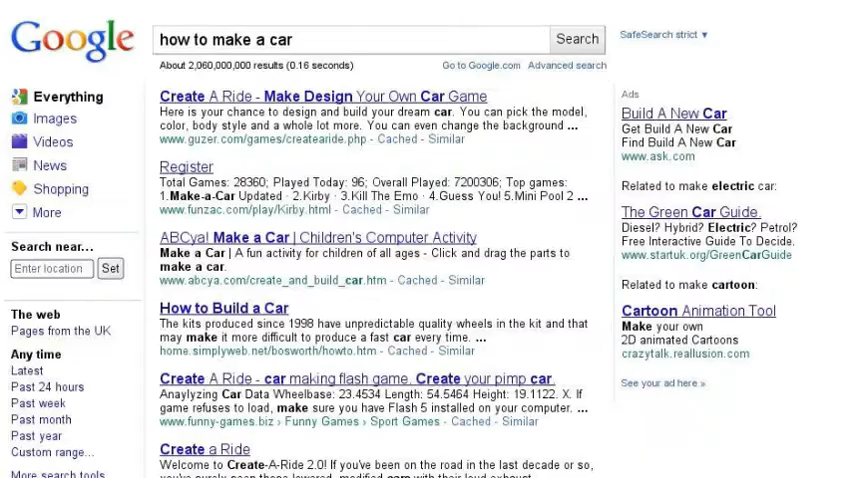 Google
how to make a car
Search
SafeSearch strict ▼
About 2,060,000,000 results (0.16 seconds)
Go to Google.com
Advanced search
Everything
Images
Videos
News
Shopping
More
Search near...
Enter location
Set
The web
Pages from the UK
Any time
Latest
Past 24 hours
Past week
Past month
Past year
Custom range...
More search tools
Create A Ride - Make Design Your Own Car Game
Here is your chance to design and build your dream car. You can pick the model,
color, body style and a whole lot more. You can even change the background ...
www.guzer.com/games/createaride.php - Cached - Similar
Register
Total Games: 28360; Played Today: 96; Overall Played: 7200306; Top games:
1.Make-a-Car Updated · 2.Kirby · 3.Kill The Emo · 4.Guess You! 5.Mini Pool 2 ...
www.funzac.com/play/Kirby.html - Cached - Similar
ABCya! Make a Car | Children's Computer Activity
Make a Car | A fun activity for children of all ages - Click and drag the parts to
make a car.
www.abcya.com/create_and_build_car.htm - Cached - Similar
How to Build a Car
The kits produced since 1998 have unpredictable quality wheels in the kit and that
may make it more difficult to produce a fast car every time. ...
home.simplyweb.net/bosworth/howto.htm - Cached - Similar
Create A Ride - car making flash game. Create your pimp car.
Anaylyzing Car Data Wheelbase: 23.4534 Length: 54.5464 Height: 19.1122. X. If
game refuses to load, make sure you have Flash 5 installed on your computer. ...
www.funny-games.biz › Funny Games › Sport Games - Cached - Similar
Create a Ride
Welcome to Create-A-Ride 2.0! If you've been on the road in the last decade or so,
you've surely seen these lowered, modified cars with their loud exhaust
Ads
Build A New Car
Get Build A New Car
Find Build A New Car
www.ask.com
Related to make electric car:
The Green Car Guide.
Diesel? Hybrid? Electric? Petrol?
Free Interactive Guide To Decide.
www.startuk.org/GreenCarGuide
Related to make cartoon:
Cartoon Animation Tool
Make your own
2D animated Cartoons
crazytalk.reallusion.com
See your ad here »